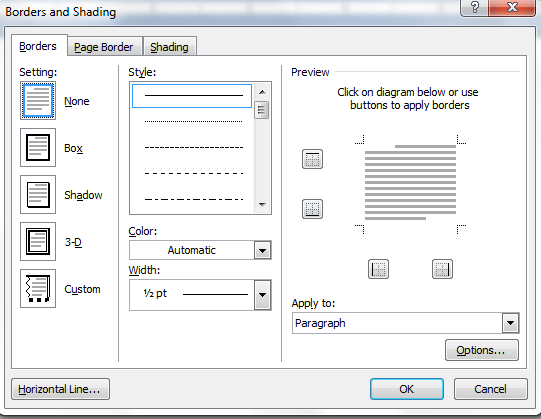 Borders and Shading
Borders
Page Border
Shading
Setting:
None
Box
Shadow
3-D
Custom
Style:
Color:
Automatic
Width:
½ pt
Preview
Click on diagram below or use
buttons to apply borders
Apply to:
Paragraph
Options...
Horizontal Line...
OK
Cancel